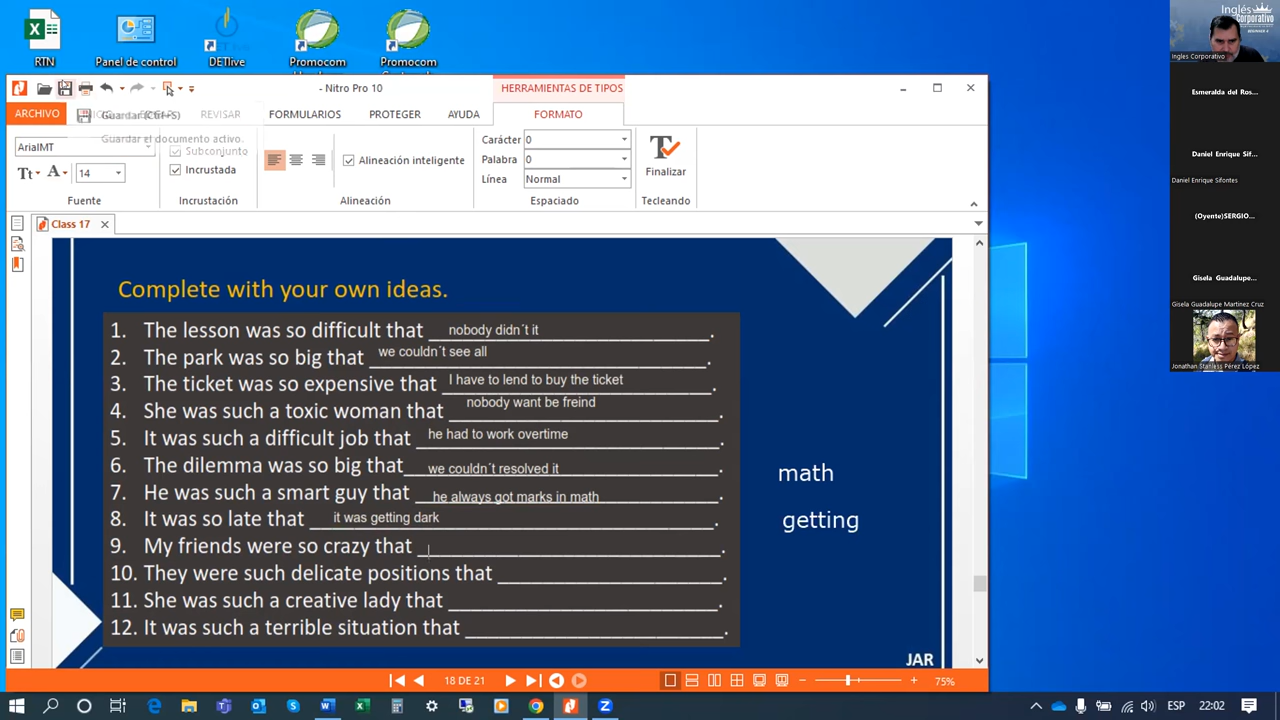 RTN
Panel de control
DETlive
Promocom
Promocom
- Nitro Pro 10
HERRAMIENTAS DE TIPOS
ARCHIVO
Guardar (Ctrl+S)
REVISAR
FORMULARIOS
PROTEGER
AYUDA
FORMATO
Guardar el documento activo.
ArialMT
14
Fuente
Subconjunto
Incrustada
Incrustación
Alineación inteligente
Alineación
Carácter 0
Palabra 0
Línea Normal
Espaciado
Finalizar
Tecleando
Class 17
Complete with your own ideas.
1. The lesson was so difficult that nobody didn´t it.
2. The park was so big that we couldn´t see all.
3. The ticket was so expensive that I have to lend to buy the ticket.
4. She was such a toxic woman that nobody want be freind.
5. It was such a difficult job that he had to work overtime.
6. The dilemma was so big that we couldn´t resolved it.
7. He was such a smart guy that he always got marks in math.
8. It was so late that it was getting dark.
9. My friends were so crazy that ____.
10. They were such delicate positions that ____.
11. She was such a creative lady that ____.
12. It was such a terrible situation that ____.
math
getting
JAR
18 DE 21
75%
ESP
22:02
Inglés
Corporativo
BEGINNER 4
Ingles Corporativo
Esmeralda del Ros...
Daniel Enrique Sif...
Daniel Enrique Sifontes
(Oyente)SERGIO...
Gisela Guadalupe...
Gisela Guadalupe Martinez Cruz
Jonathan Stanless Pérez López